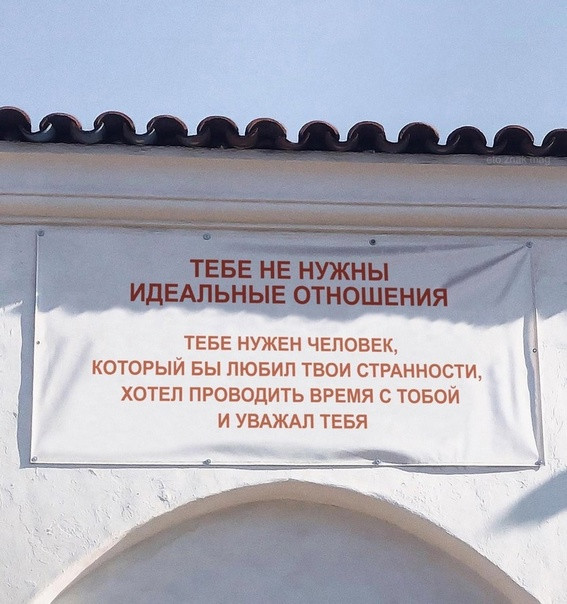 ТЕБЕ НЕ НУЖНЫ
ИДЕАЛЬНЫЕ ОТНОШЕНИЯ
ТЕБЕ НУЖЕН ЧЕЛОВЕК,
КОТОРЫЙ БЫ ЛЮБИЛ ТВОИ СТРАННОСТИ,
ХОТЕЛ ПРОВОДИТЬ ВРЕМЯ С ТОБОЙ
И УВАЖАЛ ТЕБЯ